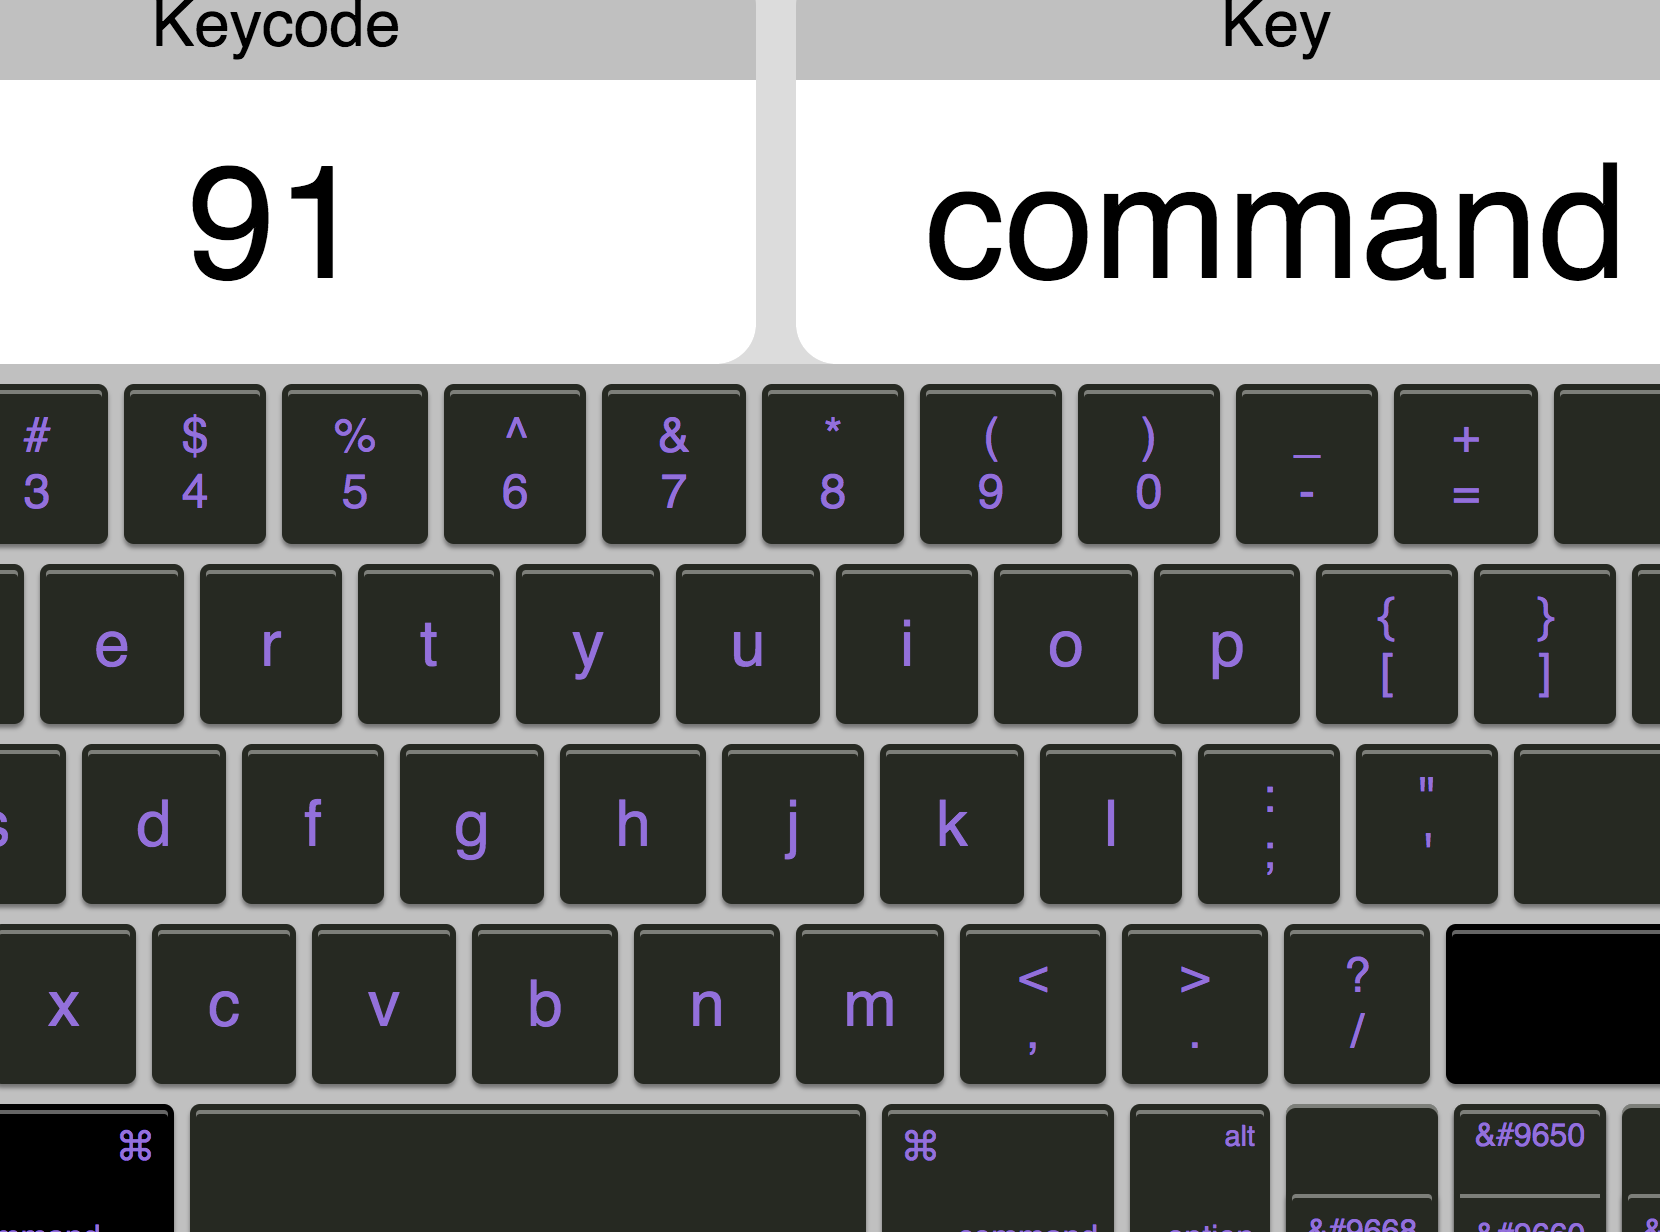 Keycode Key
91 command
# $ % ^ & * ( ) _ +
3 4 5 6 7 8 9 0 - =
e r t y u i o p { }
[ ]
s d f g h j k l : "
; '
x c v b n m < > ?
, . /
⌘ ⌘ alt &#9650
mmand command option &#9668 &#9660 &